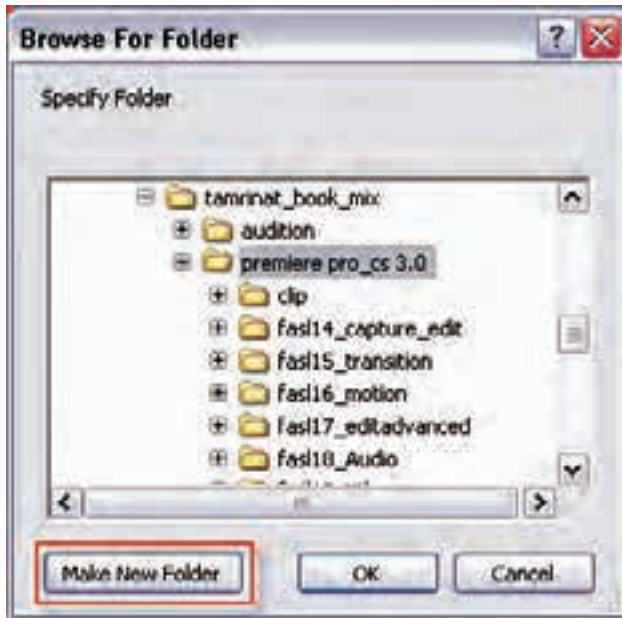 Browse For Folder
Specify Folder
tamrinat_book_mix
audition
premiere pro_cs 3.0
clip
fasl14_capture_edit
fasl15_transition
fasl16_motion
fasl17_editadvanced
fasl18_Audio
Make New Folder
OK
Cancel